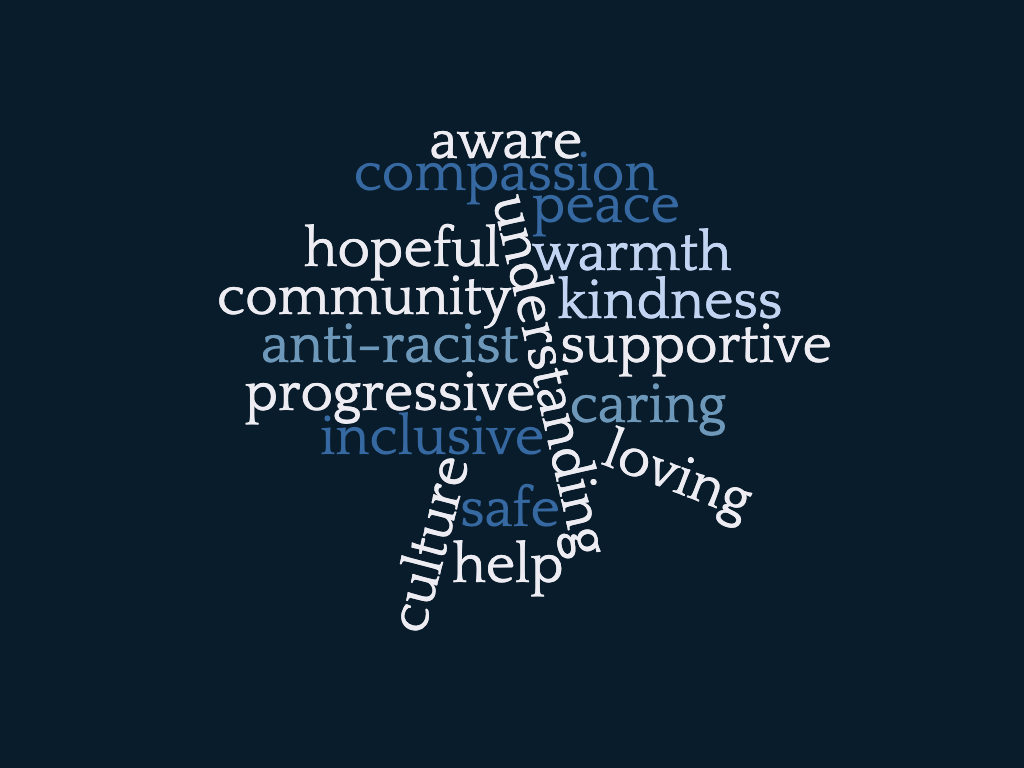 aware
compassion
peace
understanding
hopeful
warmth
community
kindness
anti-racist
supportive
progressive
caring
inclusive
loving
culture
safe
help